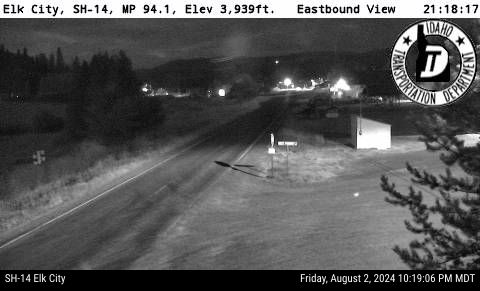 Elk City, SH-14, MP 94.1, Elev 3,939ft. Eastbound View 21:18:17
IDAHO
TRANSPORTATION DEPARTMENT
SH-14 Elk City Friday, August 2, 2024 10:19:06 PM MDT